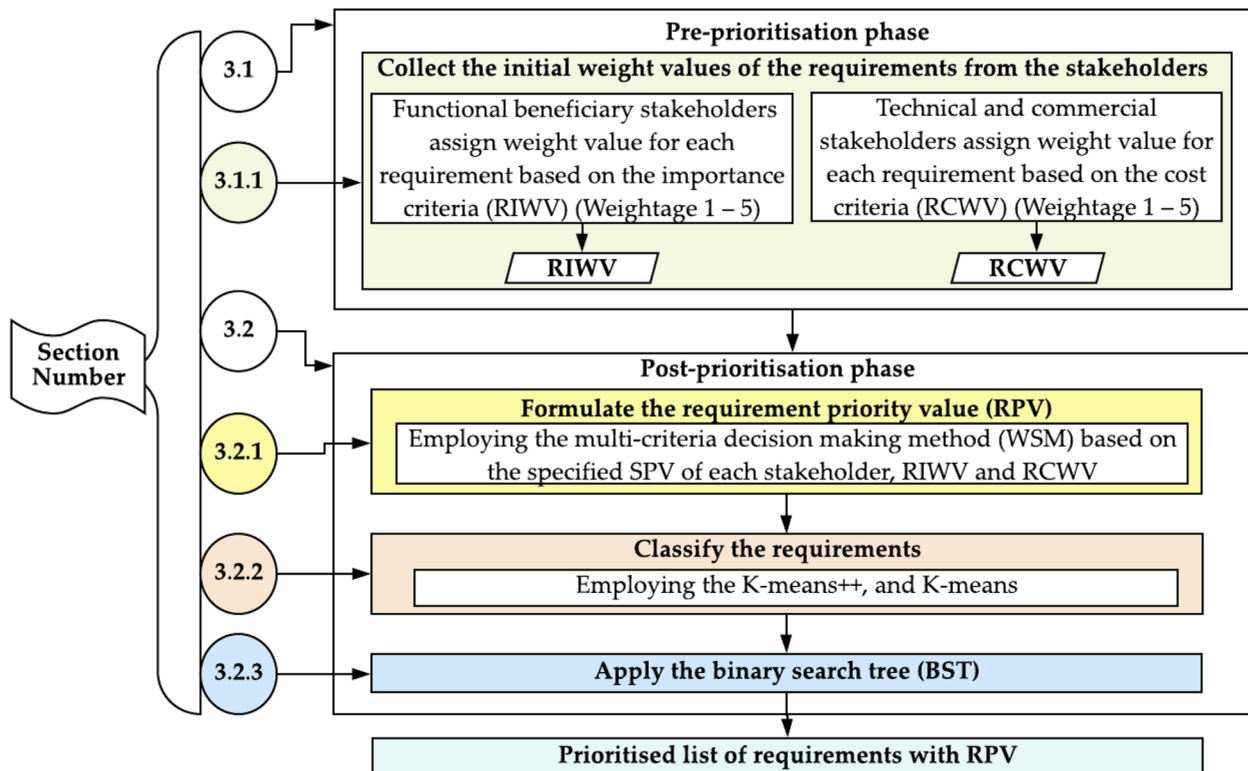 3.1
Pre-prioritisation phase
Collect the initial weight values of the requirements from the stakeholders
3.1.1
Functional beneficiary stakeholders
assign weight value for each
requirement based on the importance
criteria (RIWV) (Weightage 1 – 5)
RIWV
Technical and commercial
stakeholders assign weight value for
each requirement based on the cost
criteria (RCWV) (Weightage 1 – 5)
RCWV
Section
Number
3.2
Post-prioritisation phase
3.2.1
Formulate the requirement priority value (RPV)
Employing the multi-criteria decision making method (WSM) based on
the specified SPV of each stakeholder, RIWV and RCWV
3.2.2
Classify the requirements
Employing the K-means++, and K-means
3.2.3
Apply the binary search tree (BST)
Prioritised list of requirements with RPV